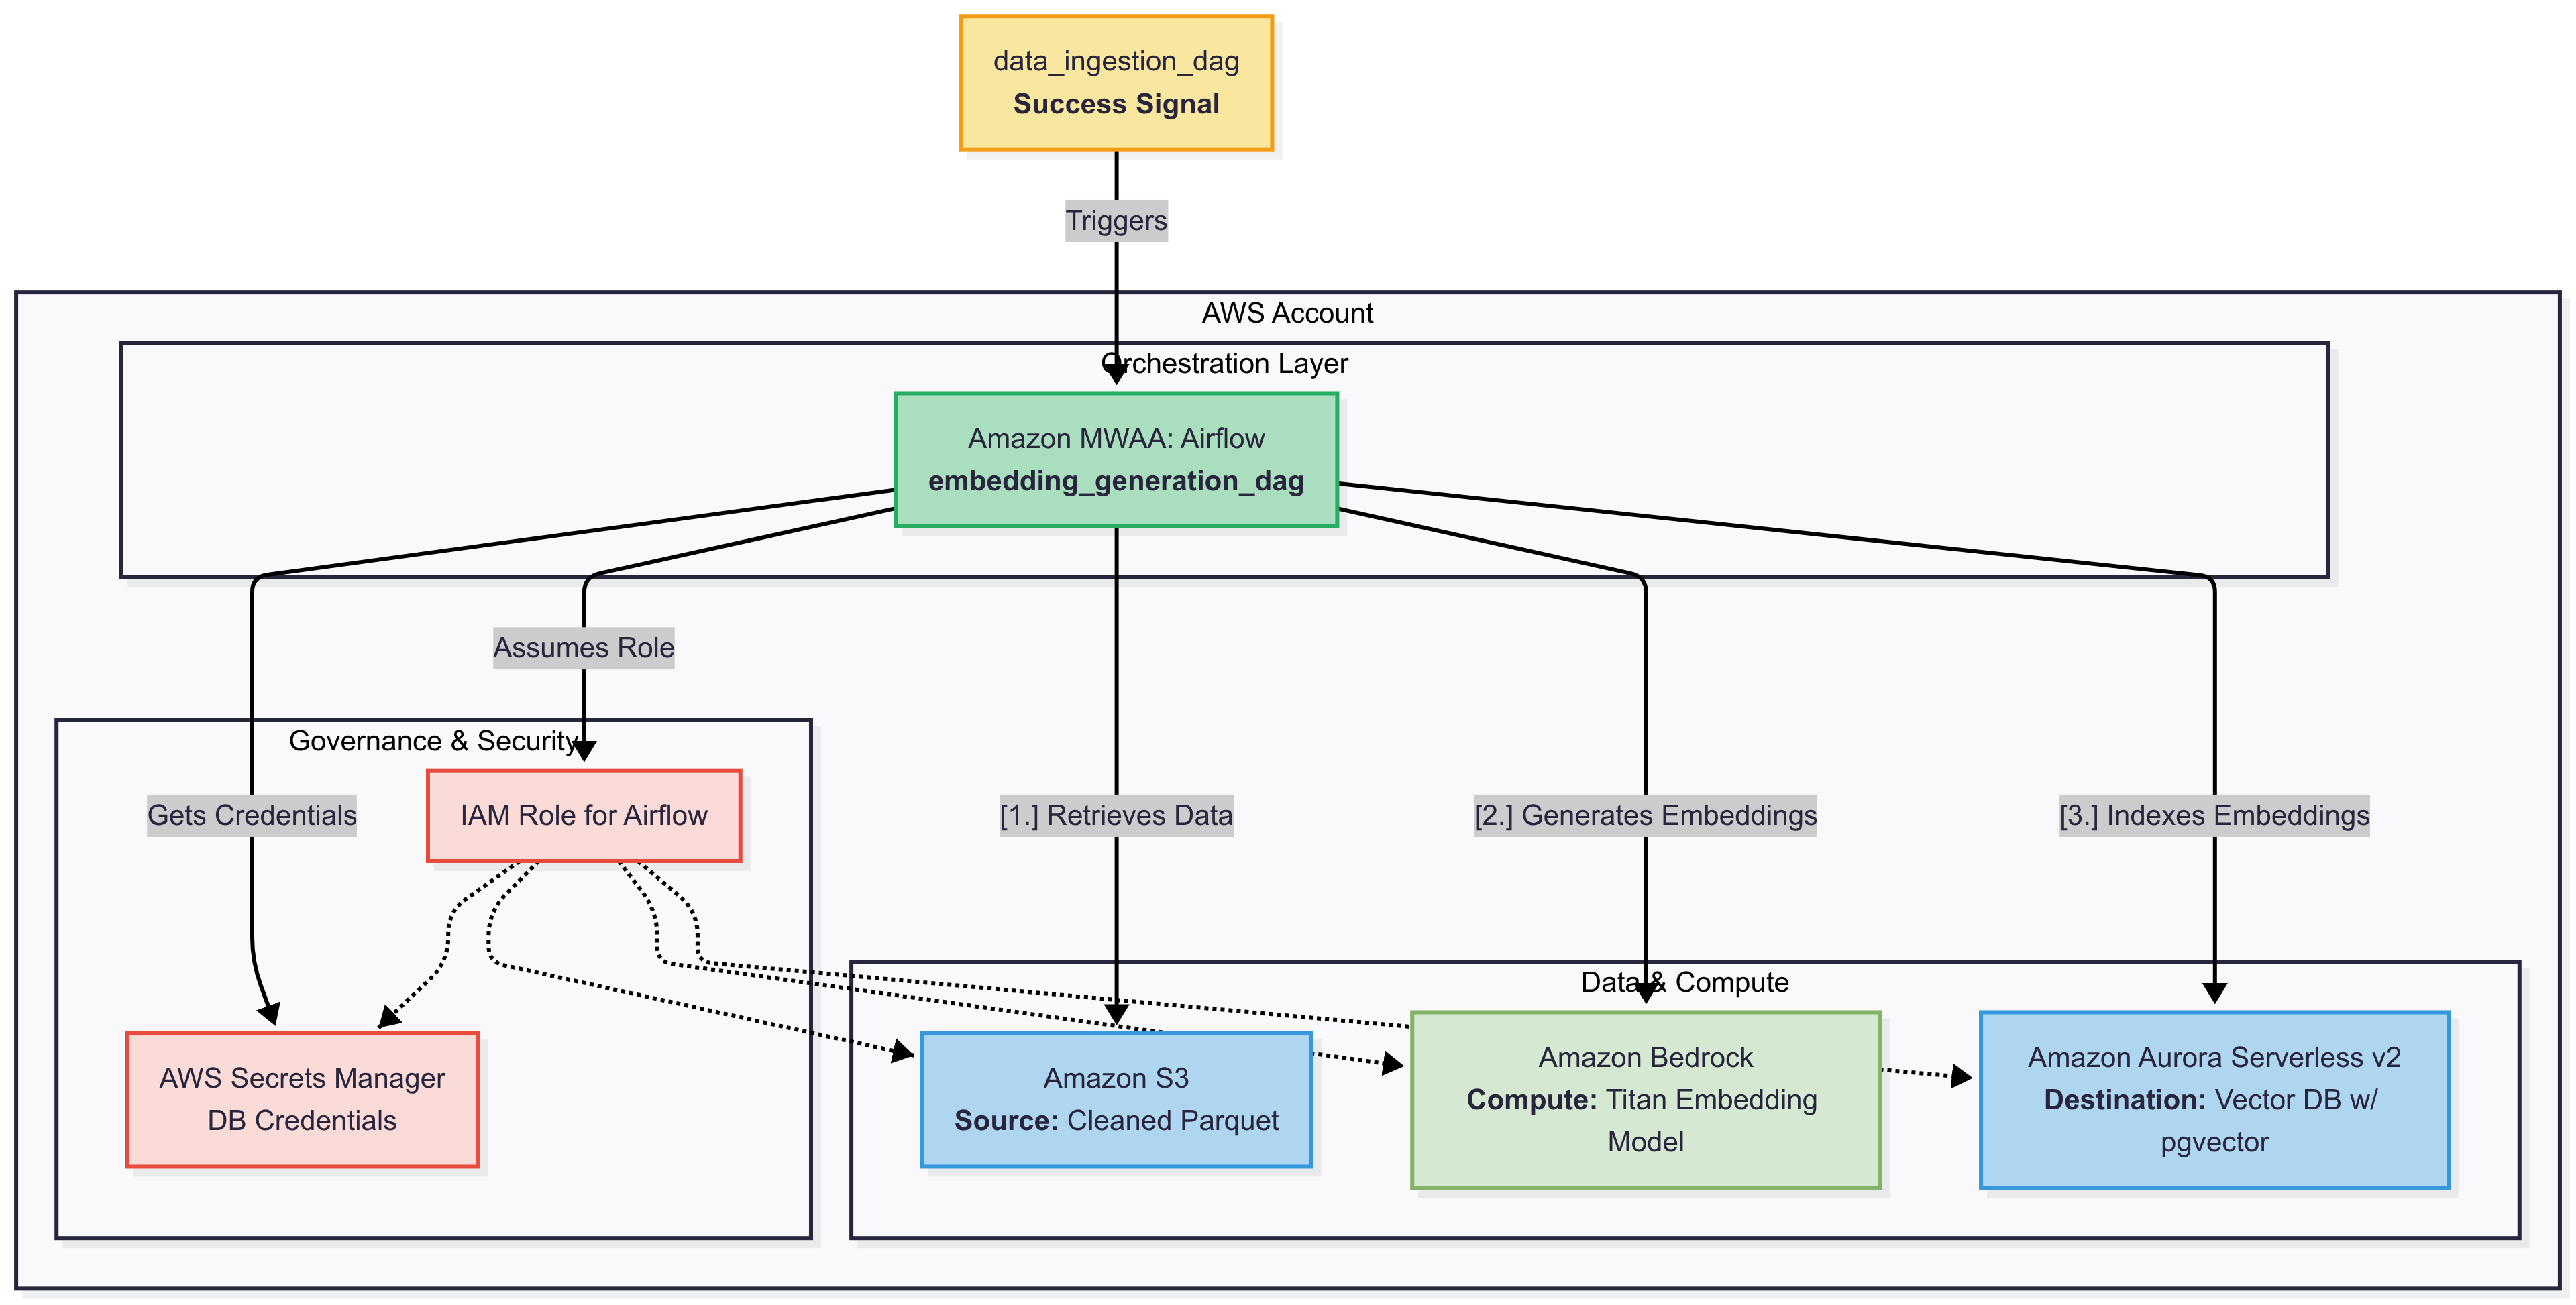 data_ingestion_dag
Success Signal
Triggers
AWS Account
Orchestration Layer
Amazon MWAA: Airflow
embedding_generation_dag
Assumes Role
Governance & Security
Gets Credentials
IAM Role for Airflow
[1.] Retrieves Data
[2.] Generates Embeddings
[3.] Indexes Embeddings
Data & Compute
AWS Secrets Manager
DB Credentials
Amazon S3
Source: Cleaned Parquet
Amazon Bedrock
Compute: Titan Embedding
Model
Amazon Aurora Serverless v2
Destination: Vector DB w/
pgvector